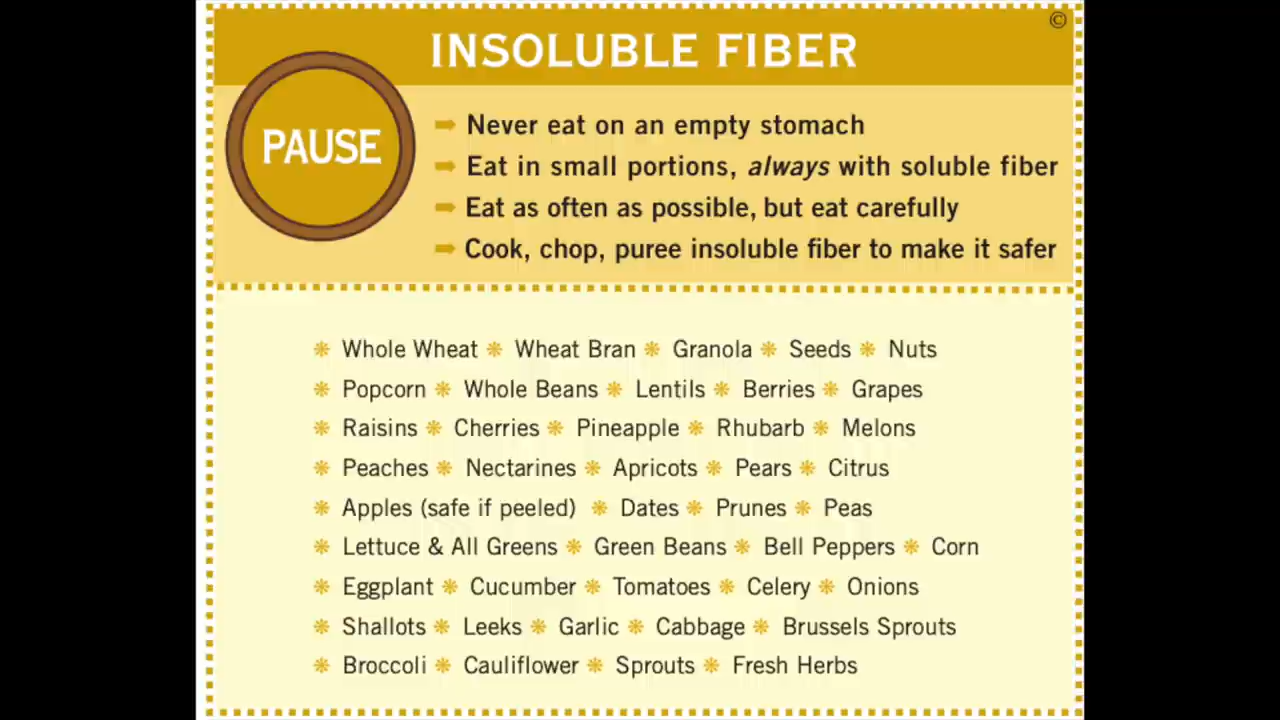 ©
INSOLUBLE FIBER
PAUSE
➡ Never eat on an empty stomach
➡ Eat in small portions, always with soluble fiber
➡ Eat as often as possible, but eat carefully
➡ Cook, chop, puree insoluble fiber to make it safer
❋ Whole Wheat ❋ Wheat Bran ❋ Granola ❋ Seeds ❋ Nuts
❋ Popcorn ❋ Whole Beans ❋ Lentils ❋ Berries ❋ Grapes
❋ Raisins ❋ Cherries ❋ Pineapple ❋ Rhubarb ❋ Melons
❋ Peaches ❋ Nectarines ❋ Apricots ❋ Pears ❋ Citrus
❋ Apples (safe if peeled) ❋ Dates ❋ Prunes ❋ Peas
❋ Lettuce & All Greens ❋ Green Beans ❋ Bell Peppers ❋ Corn
❋ Eggplant ❋ Cucumber ❋ Tomatoes ❋ Celery ❋ Onions
❋ Shallots ❋ Leeks ❋ Garlic ❋ Cabbage ❋ Brussels Sprouts
❋ Broccoli ❋ Cauliflower ❋ Sprouts ❋ Fresh Herbs